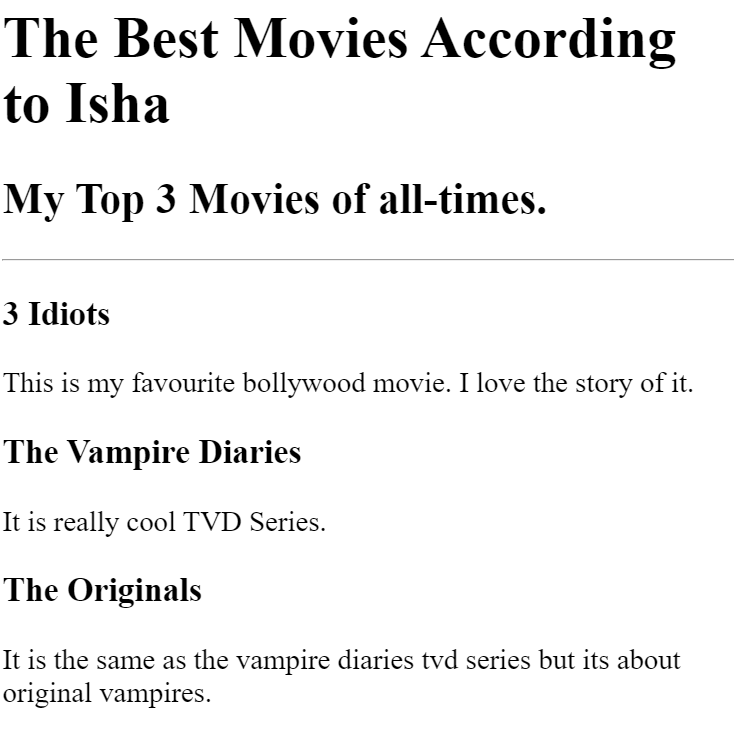 The Best Movies According
to Isha
My Top 3 Movies of all-times.
3 Idiots
This is my favourite bollywood movie. I love the story of it.
The Vampire Diaries
It is really cool TVD Series.
The Originals
It is the same as the vampire diaries tvd series but its about
original vampires.